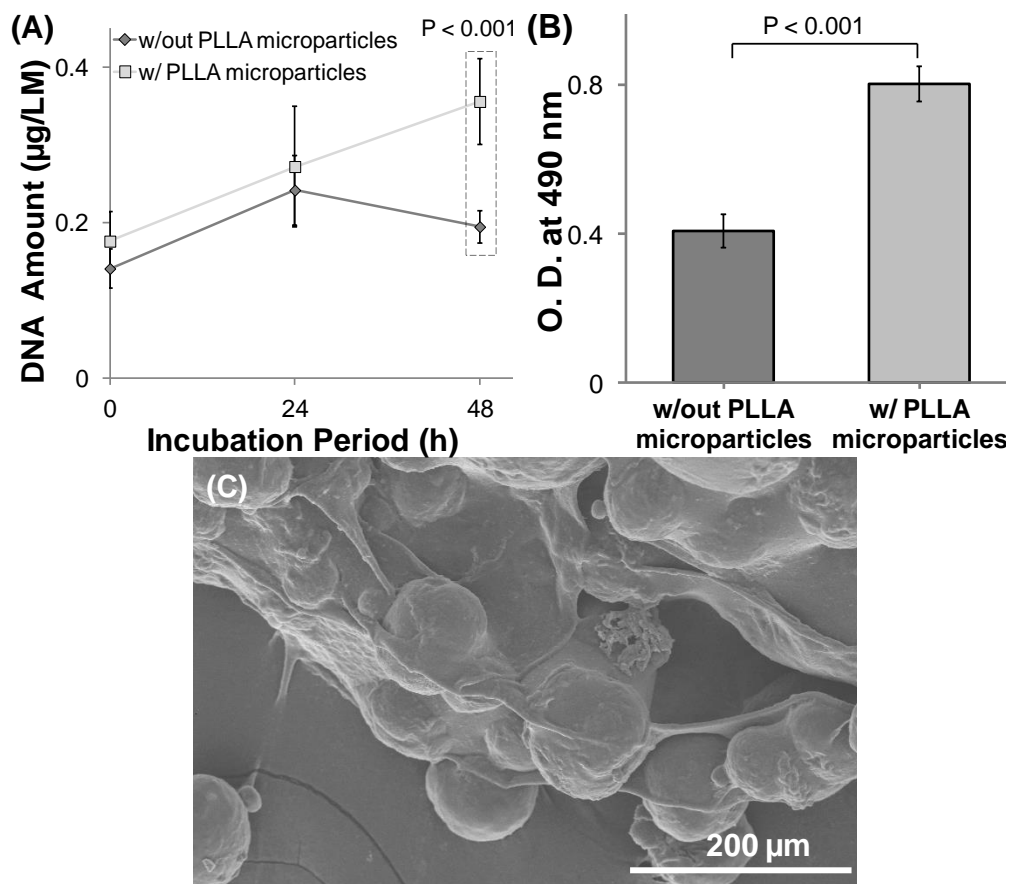 (A)
w/out PLLA microparticles
w/ PLLA microparticles
P < 0.001
DNA Amount (µg/LM)
0.4
0.2
0
0
24
48
Incubation Period (h)
(B)
P < 0.001
O. D. at 490 nm
0.8
0.4
0
w/out PLLA
microparticles
w/ PLLA
microparticles
(C)
200 µm